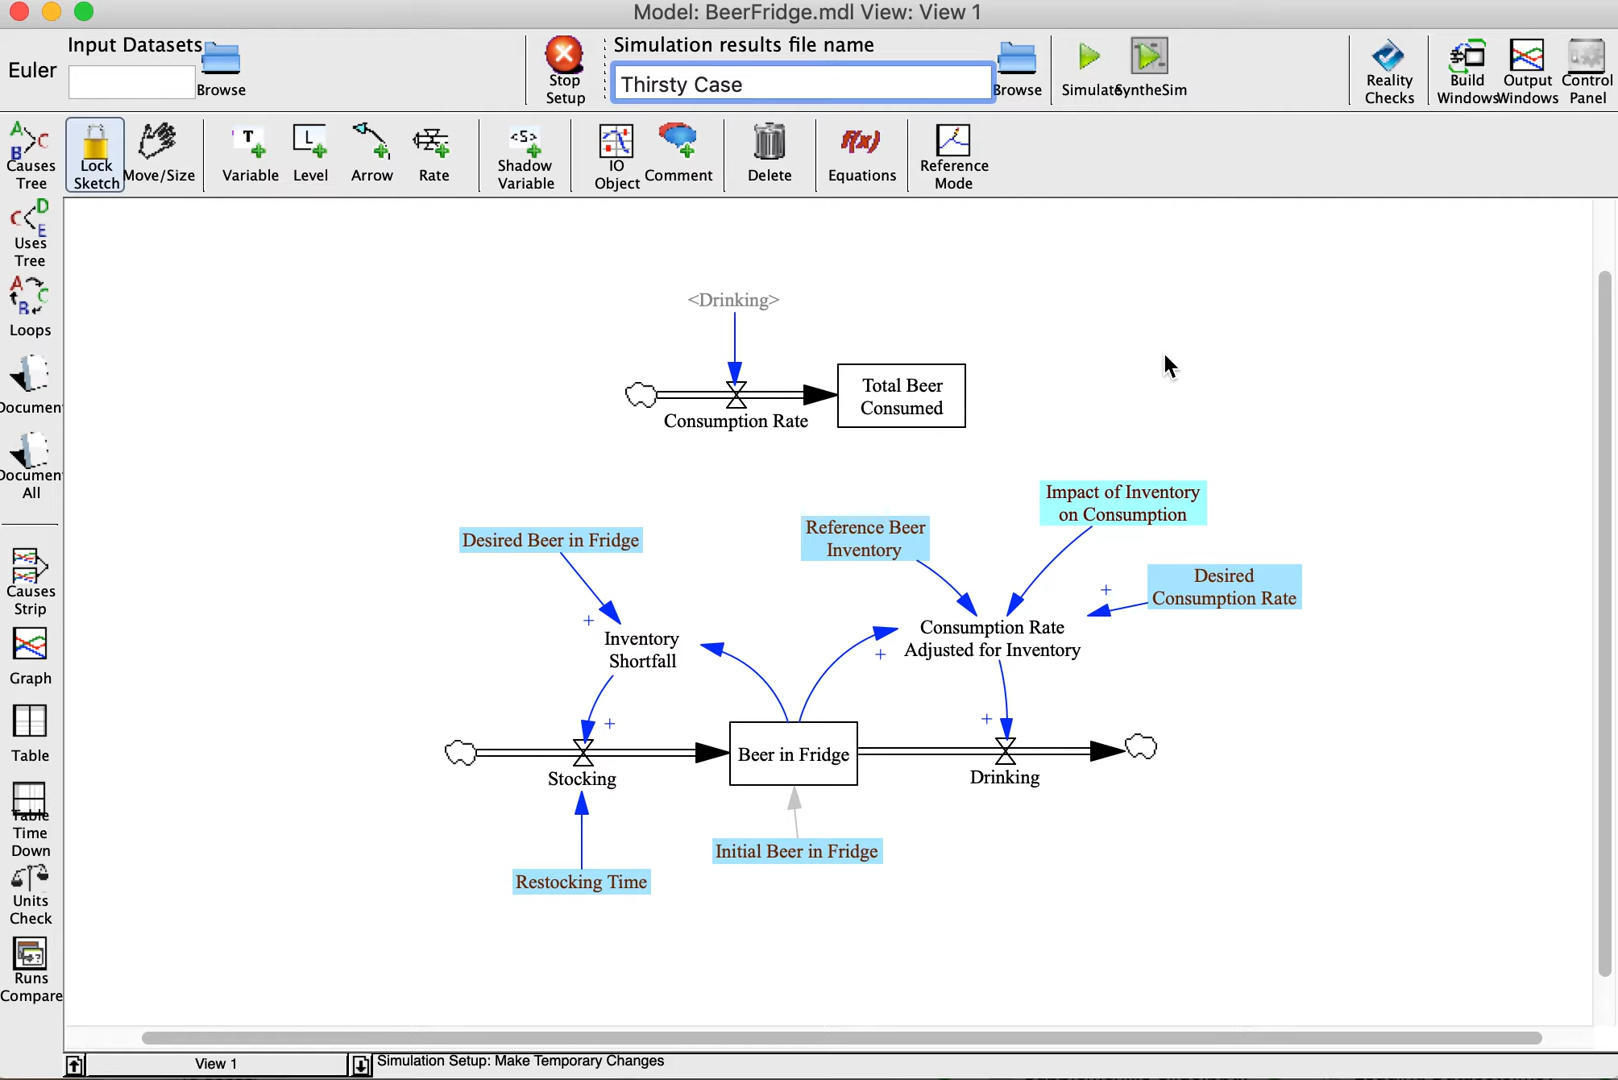 Model: BeerFridge.mdl View: View 1
Input Datasets
Euler
Browse
Stop
Setup
Simulation results file name
Thirsty Case
Browse
Simulate
SyntheSim
Reality
Checks
Build
Windows
Output
Windows
Control
Panel
Causes
Tree
Lock
Sketch
Move/Size
Variable
Level
Arrow
Rate
Shadow
Variable
IO
Object
Comment
Delete
Equations
Reference
Mode
Uses
Tree
Loops
Documen
Documen
All
Causes
Strip
Graph
Table
Table
Time
Down
Units
Check
Runs
Compare
<Drinking>
Consumption Rate
Total Beer
Consumed
Impact of Inventory
on Consumption
Desired Beer in Fridge
Reference Beer
Inventory
Desired
Consumption Rate
+
+
Inventory
Shortfall
Consumption Rate
Adjusted for Inventory
+
+
+
Beer in Fridge
Stocking
Drinking
Initial Beer in Fridge
Restocking Time
View 1
Simulation Setup: Make Temporary Changes